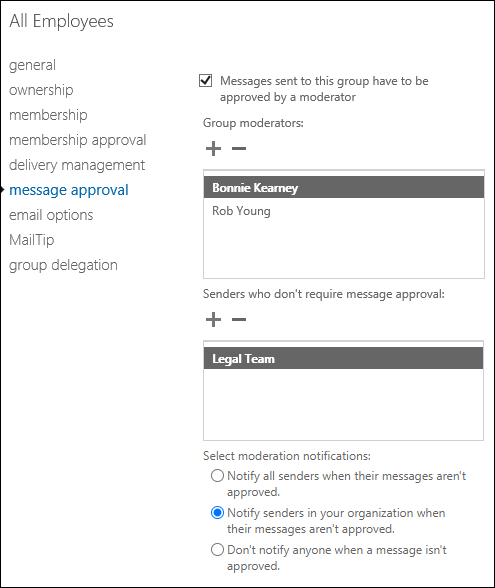 All Employees
general
ownership
membership
membership approval
delivery management
message approval
email options
MailTip
group delegation
Messages sent to this group have to be
approved by a moderator
Group moderators:
Bonnie Kearney
Rob Young
Senders who don't require message approval:
Legal Team
Select moderation notifications:
Notify all senders when their messages aren't
approved.
Notify senders in your organization when
their messages aren't approved.
Don't notify anyone when a message isn't
approved.